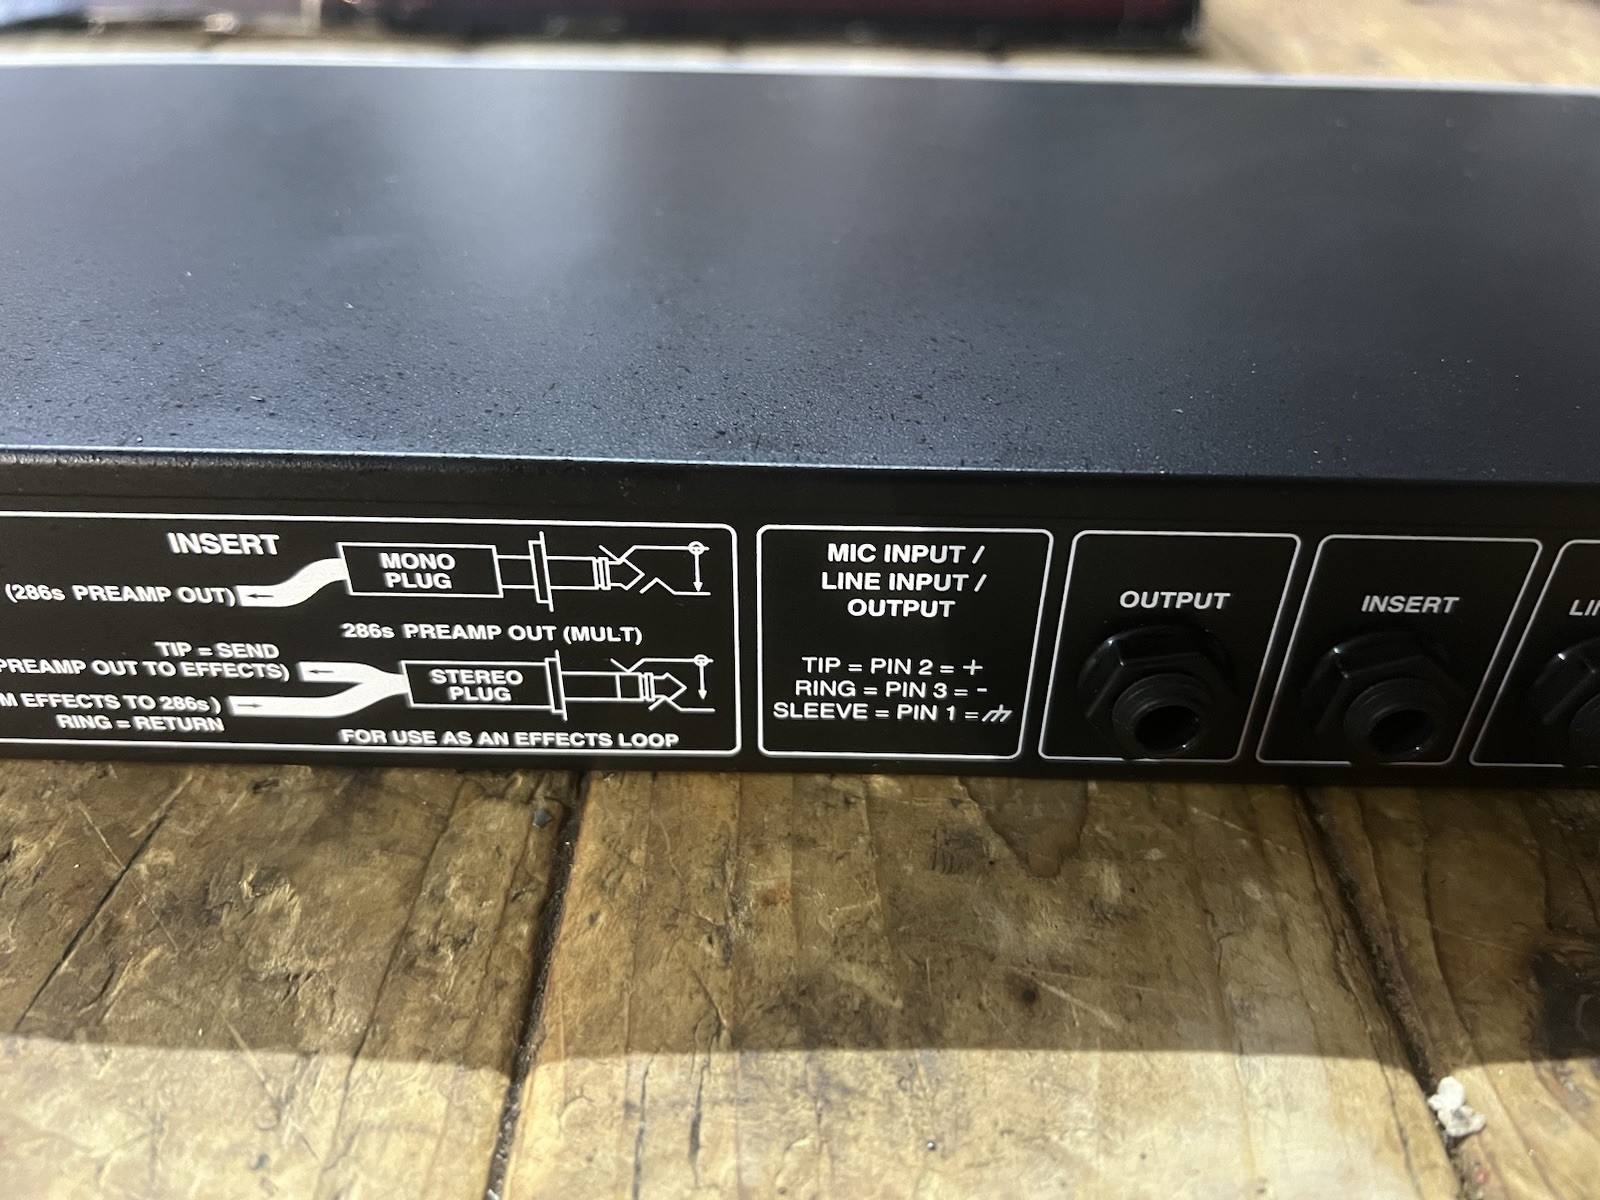 INSERT
(286s PREAMP OUT)
MONO
PLUG
286s PREAMP OUT (MULT)
TIP = SEND
PREAMP OUT TO EFFECTS)
EFFECTS TO 286s)
RING = RETURN
STEREO
PLUG
FOR USE AS AN EFFECTS LOOP
MIC INPUT /
LINE INPUT /
OUTPUT
TIP = PIN 2 = +
RING = PIN 3 = -
SLEEVE = PIN 1 =
OUTPUT
INSERT